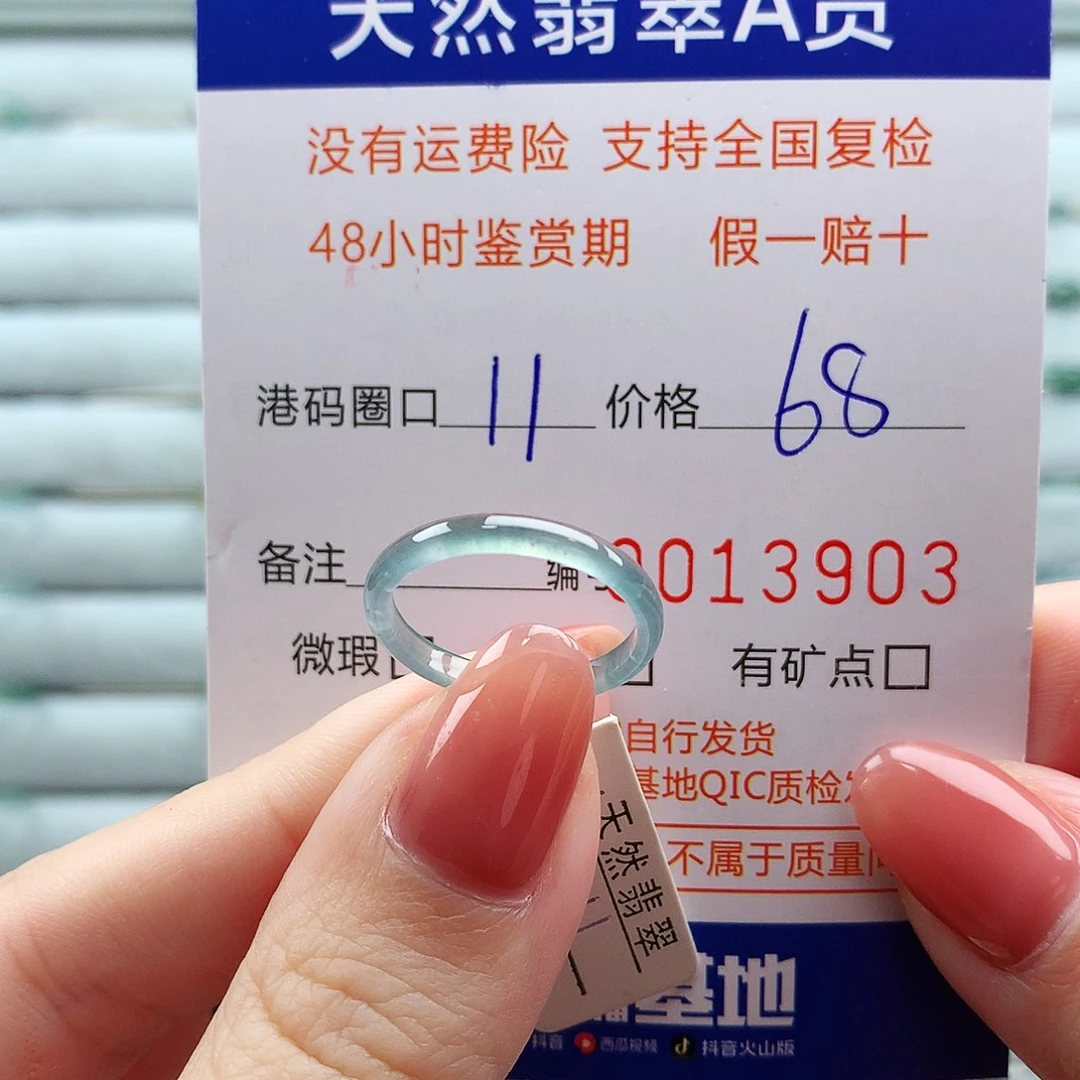 天然翡翠A货
没有运费险 支持全国复检
48小时鉴赏期 假一赔十
港码圈口 11 价格 68
备注 编号 0013903
微瑕 有矿点
自行发货
基地QIC质检
不属于质量
天然翡翠
11
基地
抖音 西瓜视频 抖音火山版